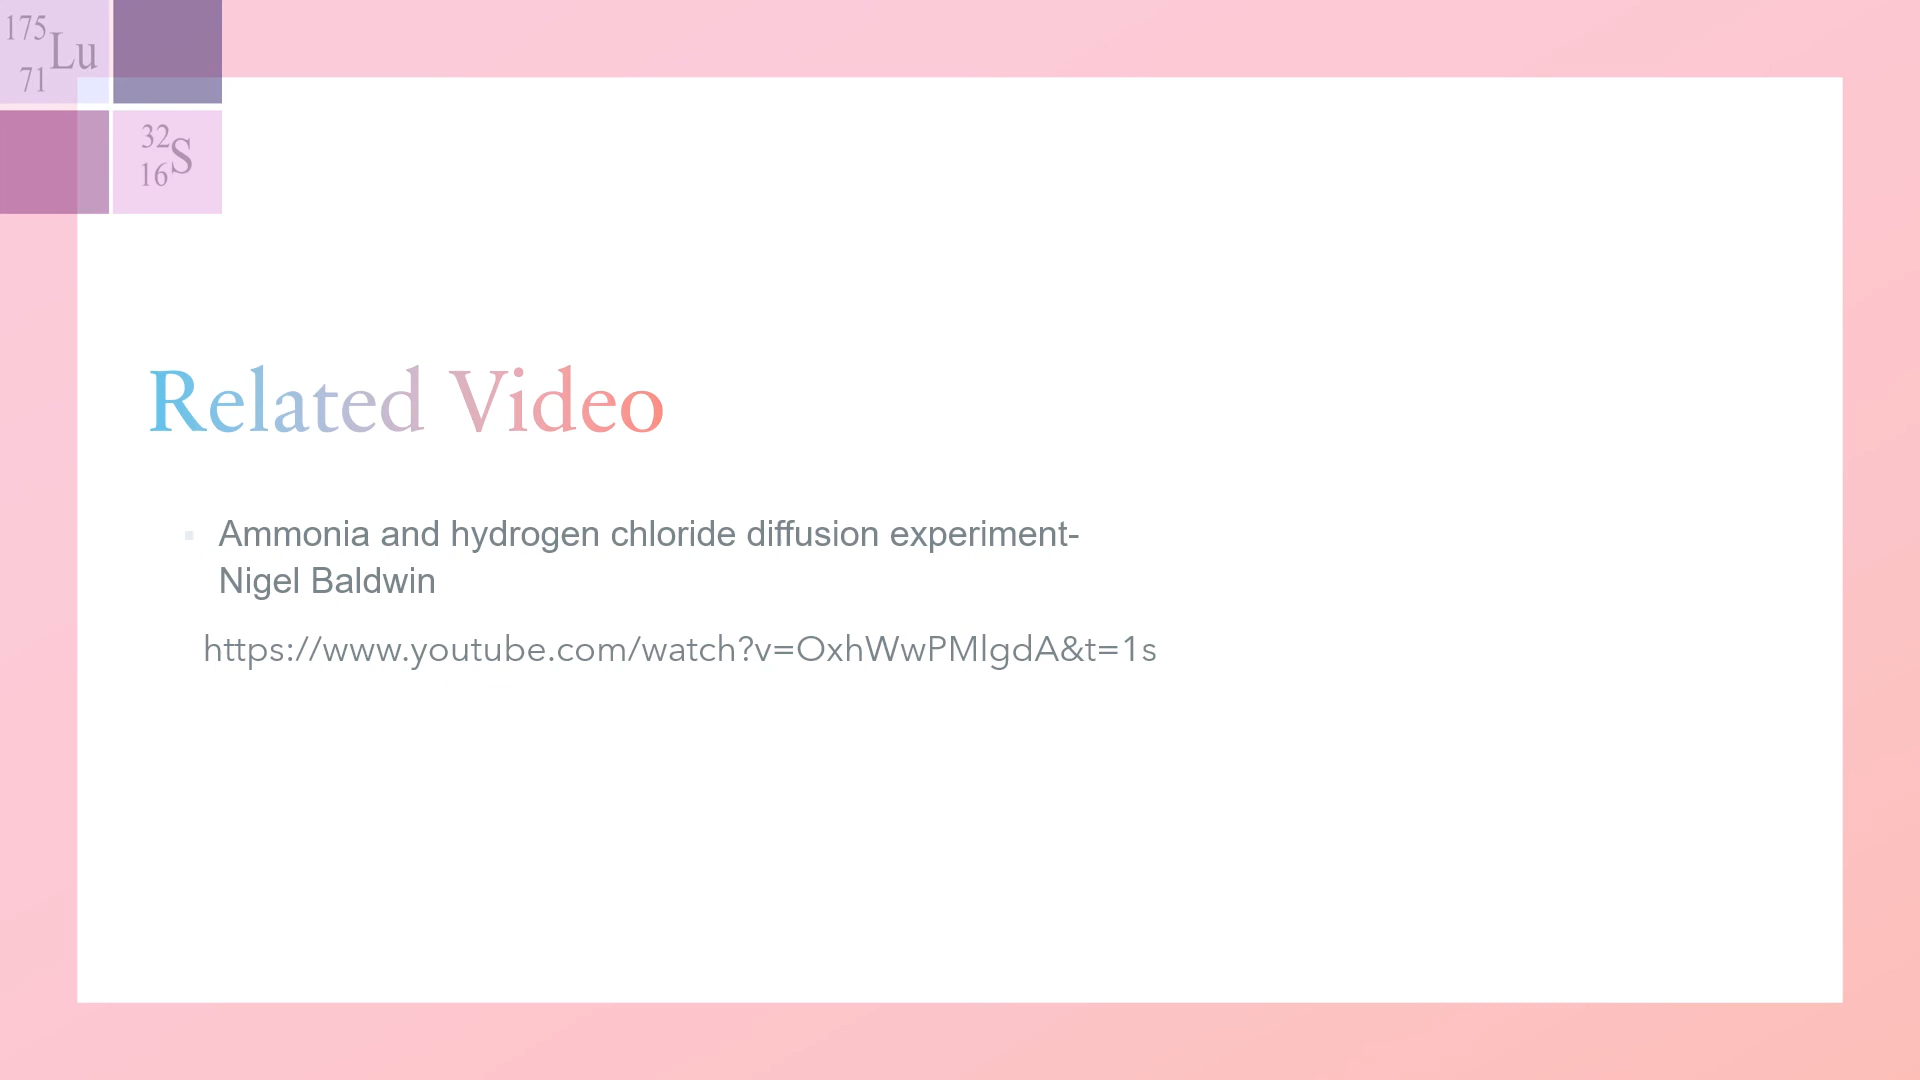 175
Lu
71
32
S
16
Related Video
Ammonia and hydrogen chloride diffusion experiment-
Nigel Baldwin
https://www.youtube.com/watch?v=OxhWwPMlgdA&t=1s